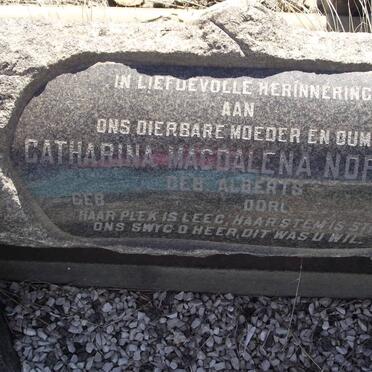 IN LIEFDEVOLLE HERINNERING
AAN
ONS DIERBARE MOEDER EN OUM
CATHARINA MAGDALENA NOR
GEB. ALBERTS
GEB OORL
HAAR PLEK IS LEEG, HAAR STEM IS STI
ONS SWYG O HEER, DIT WAS U WIL.